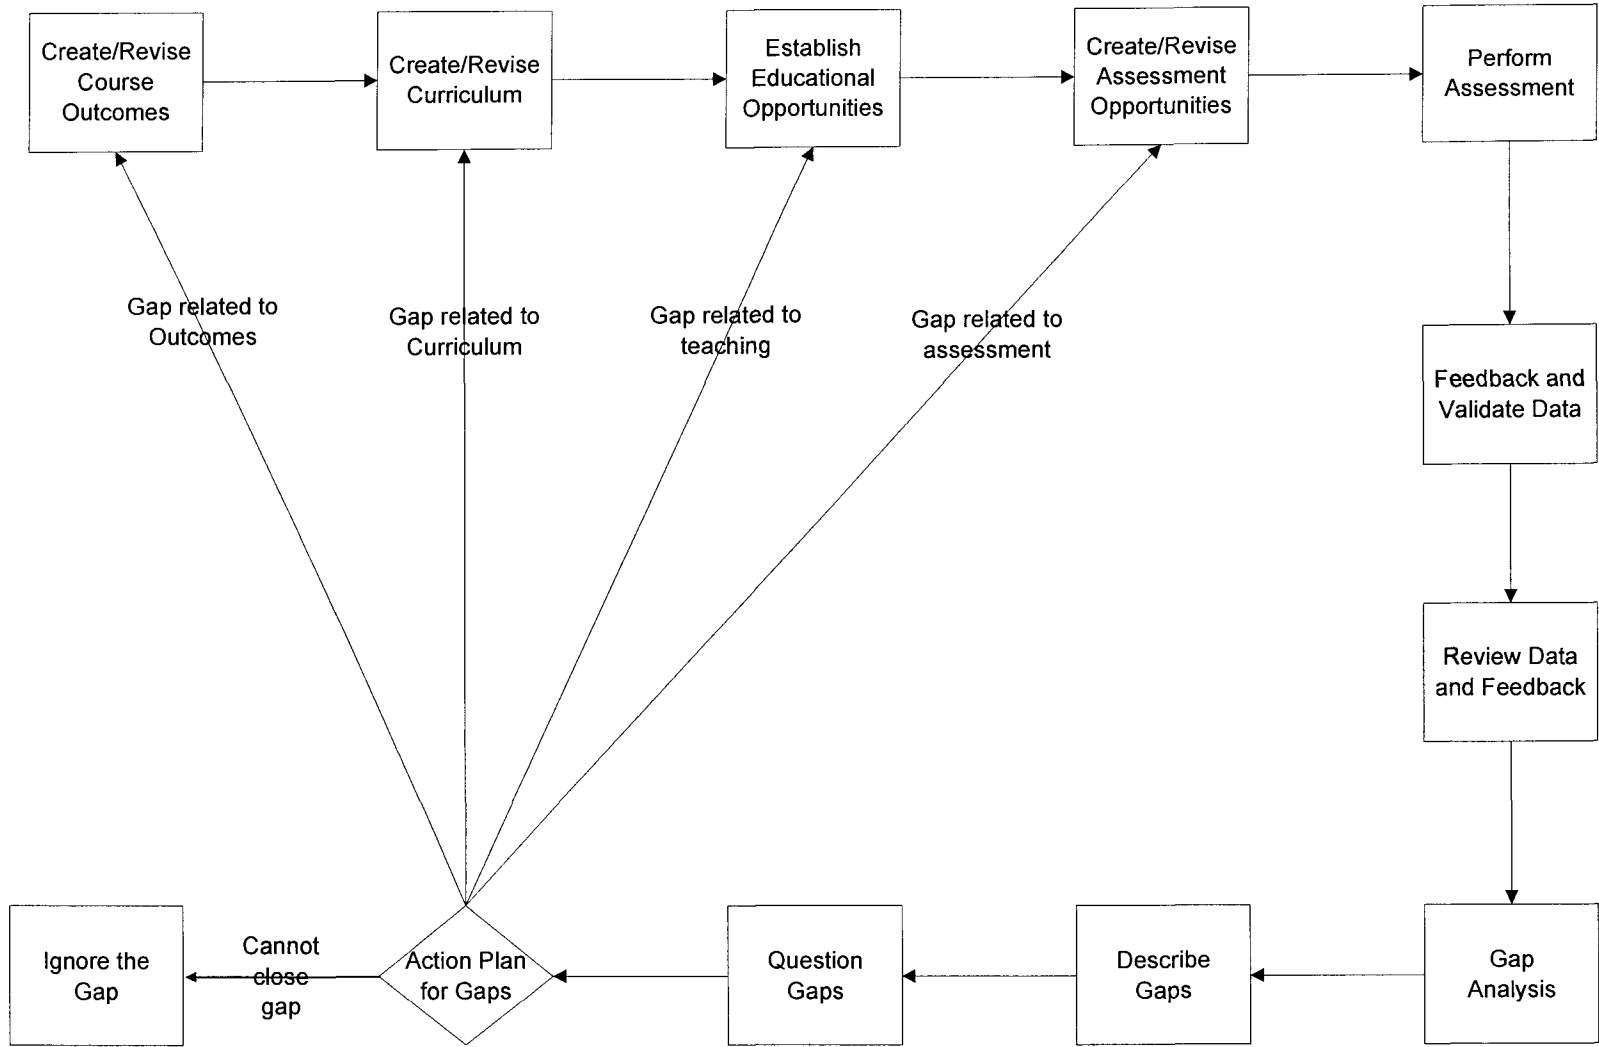 Create/Revise
Course
Outcomes
Create/Revise
Curriculum
Establish
Educational
Opportunities
Create/Revise
Assessment
Opportunities
Perform
Assessment
Gap related to
Outcomes
Gap related to
Curriculum
Gap related to
teaching
Gap related to
assessment
Feedback and
Validate Data
Review Data
and Feedback
Ignore the
Gap
Cannot
close
gap
Action Plan
for Gaps
Question
Gaps
Describe
Gaps
Gap
Analysis